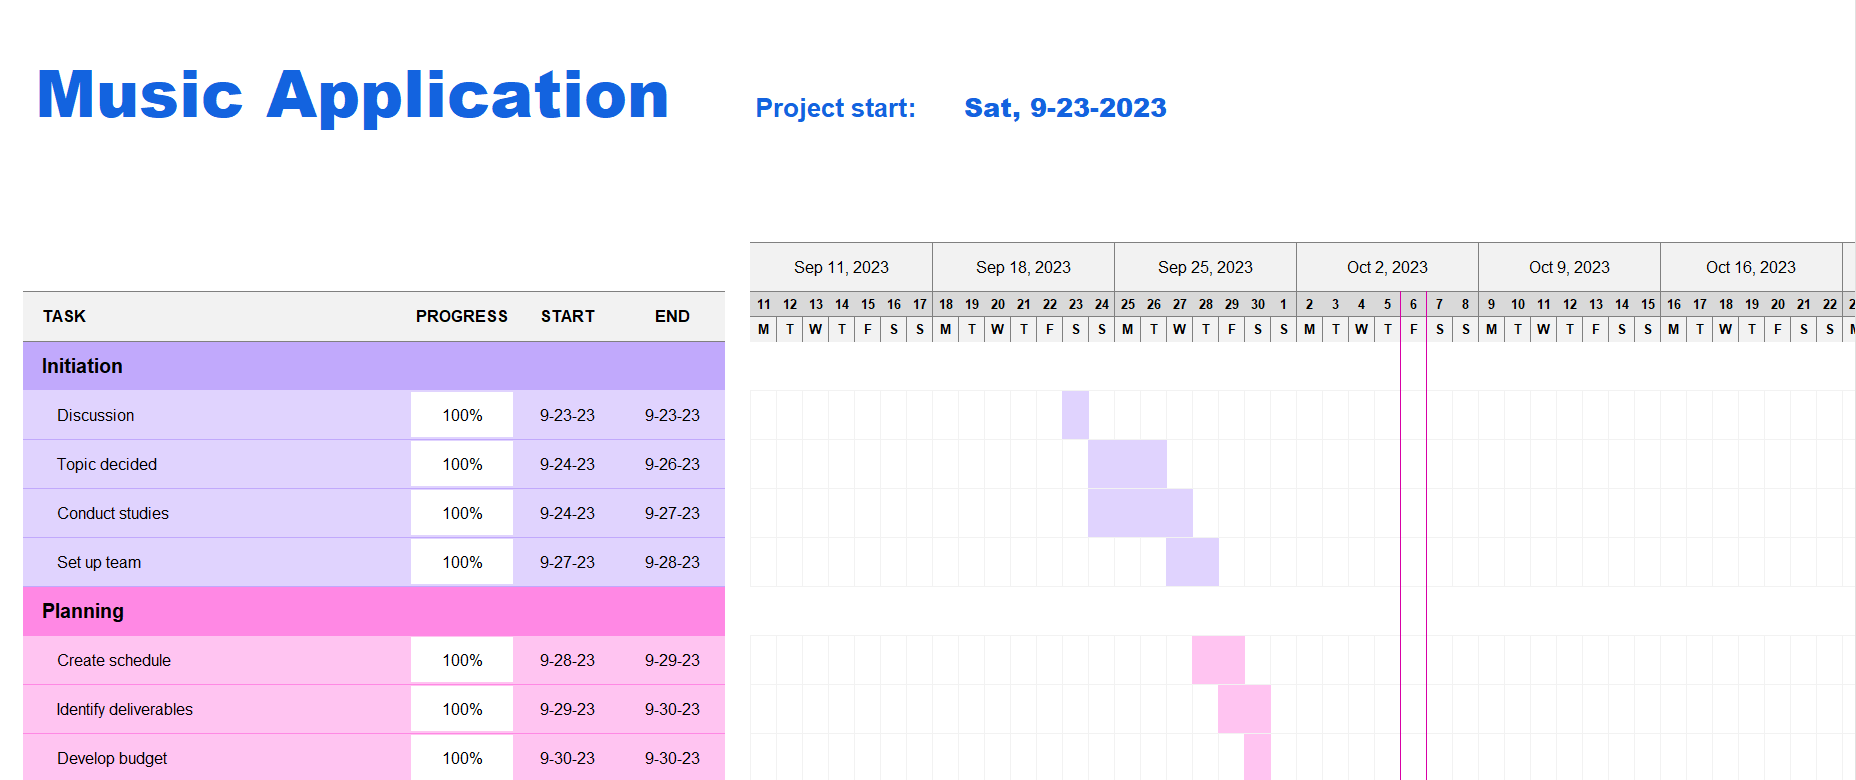 Music Application
Project start: Sat, 9-23-2023
Sep 11, 2023 Sep 18, 2023 Sep 25, 2023 Oct 2, 2023 Oct 9, 2023 Oct 16, 2023
11 12 13 14 15 16 17 18 19 20 21 22 23 24 25 26 27 28 29 30 1 2 3 4 5 6 7 8 9 10 11 12 13 14 15 16 17 18 19 20 21 22
TASK PROGRESS START END
M T W T F S S M T W T F S S M T W T F S S M T W T F S S M T W T F S S M T W T F S S
Initiation
Discussion 100% 9-23-23 9-23-23
Topic decided 100% 9-24-23 9-26-23
Conduct studies 100% 9-24-23 9-27-23
Set up team 100% 9-27-23 9-28-23
Planning
Create schedule 100% 9-28-23 9-29-23
Identify deliverables 100% 9-29-23 9-30-23
Develop budget 100% 9-30-23 9-30-23